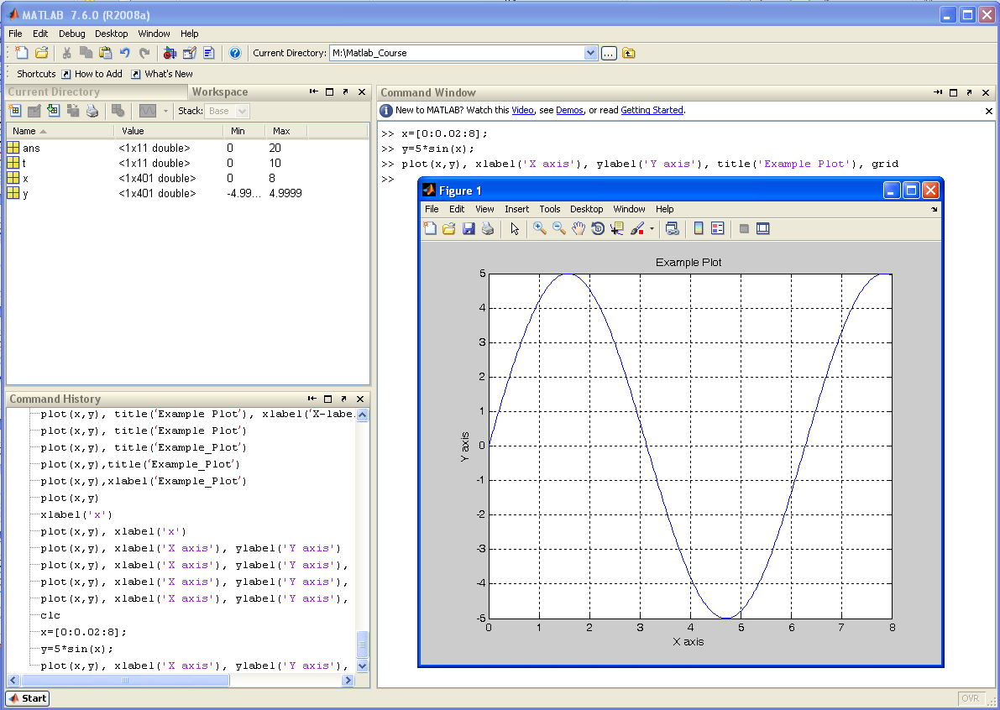 MATLAB 7.6.0 (R2008a)
File Edit Debug Desktop Window Help
Current Directory: M:\Matlab_Course
Shortcuts How to Add What's New
Current Directory Workspace
Stack: Base
Name Value Min Max
ans <1x11 double> 0 20
t <1x11 double> 0 10
x <1x401 double> 0 8
y <1x401 double> -4.99... 4.9999
Command History
plot(x,y), title(‘Example Plot’), xlabel(‘X-labe.
plot(x,y), title(‘Example Plot’)
plot(x,y), title(‘Example_Plot’)
plot(x,y),title(‘Example_Plot’)
plot(x,y),xlabel(‘Example_Plot’)
plot(x,y)
xlabel('x')
plot(x,y), xlabel('x')
plot(x,y), xlabel('X axis'), ylabel('Y axis')
plot(x,y), xlabel('X axis'), ylabel('Y axis'),
plot(x,y), xlabel('X axis'), ylabel('Y axis'),
plot(x,y), xlabel('X axis'), ylabel('Y axis'),
clc
x=[0:0.02:8];
y=5*sin(x);
plot(x,y), xlabel('X axis'), ylabel('Y axis'),
Start
Command Window
New to MATLAB? Watch this Video, see Demos, or read Getting Started.
>> x=[0:0.02:8];
>> y=5*sin(x);
>> plot(x,y), xlabel('X axis'), ylabel('Y axis'), title('Example Plot'), grid
>>
Figure 1
File Edit View Insert Tools Desktop Window Help
Example Plot
5
4
3
2
1
0
-1
-2
-3
-4
-5
Y axis
0 1 2 3 4 5 6 7 8
X axis
OVR